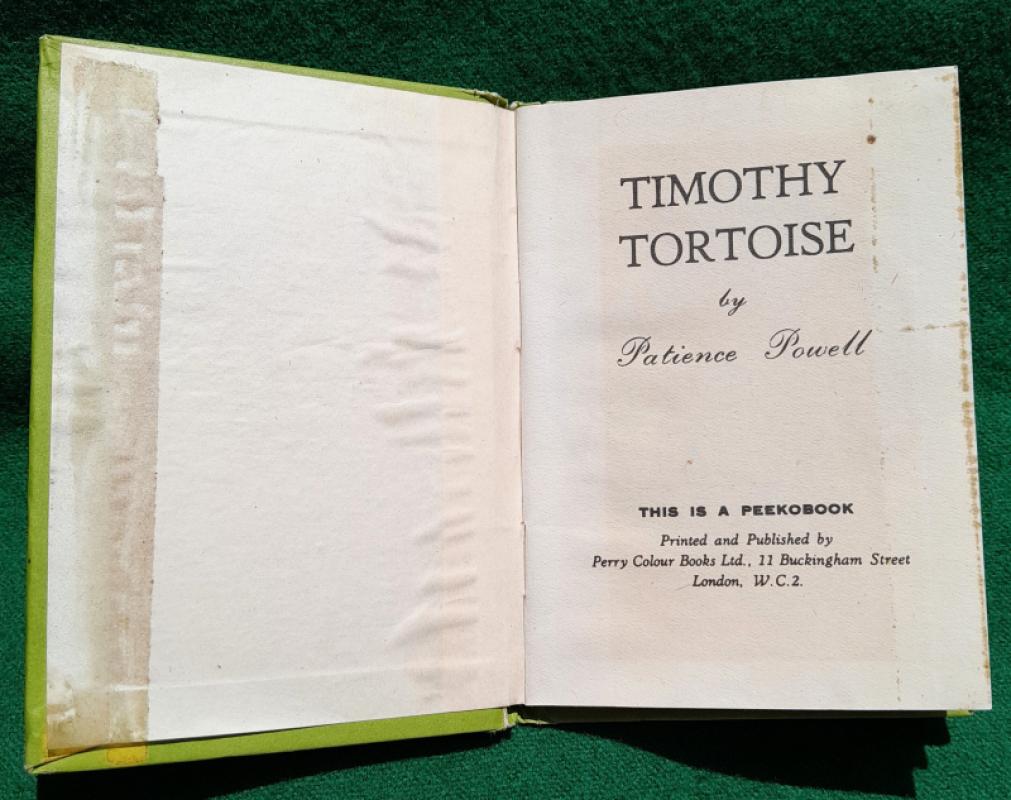 TIMOTHY
TORTOISE
by
Patience Powell
THIS IS A PEEKOBOOK
Printed and Published by
Perry Colour Books Ltd., 11 Buckingham Street
London, W.C.2.